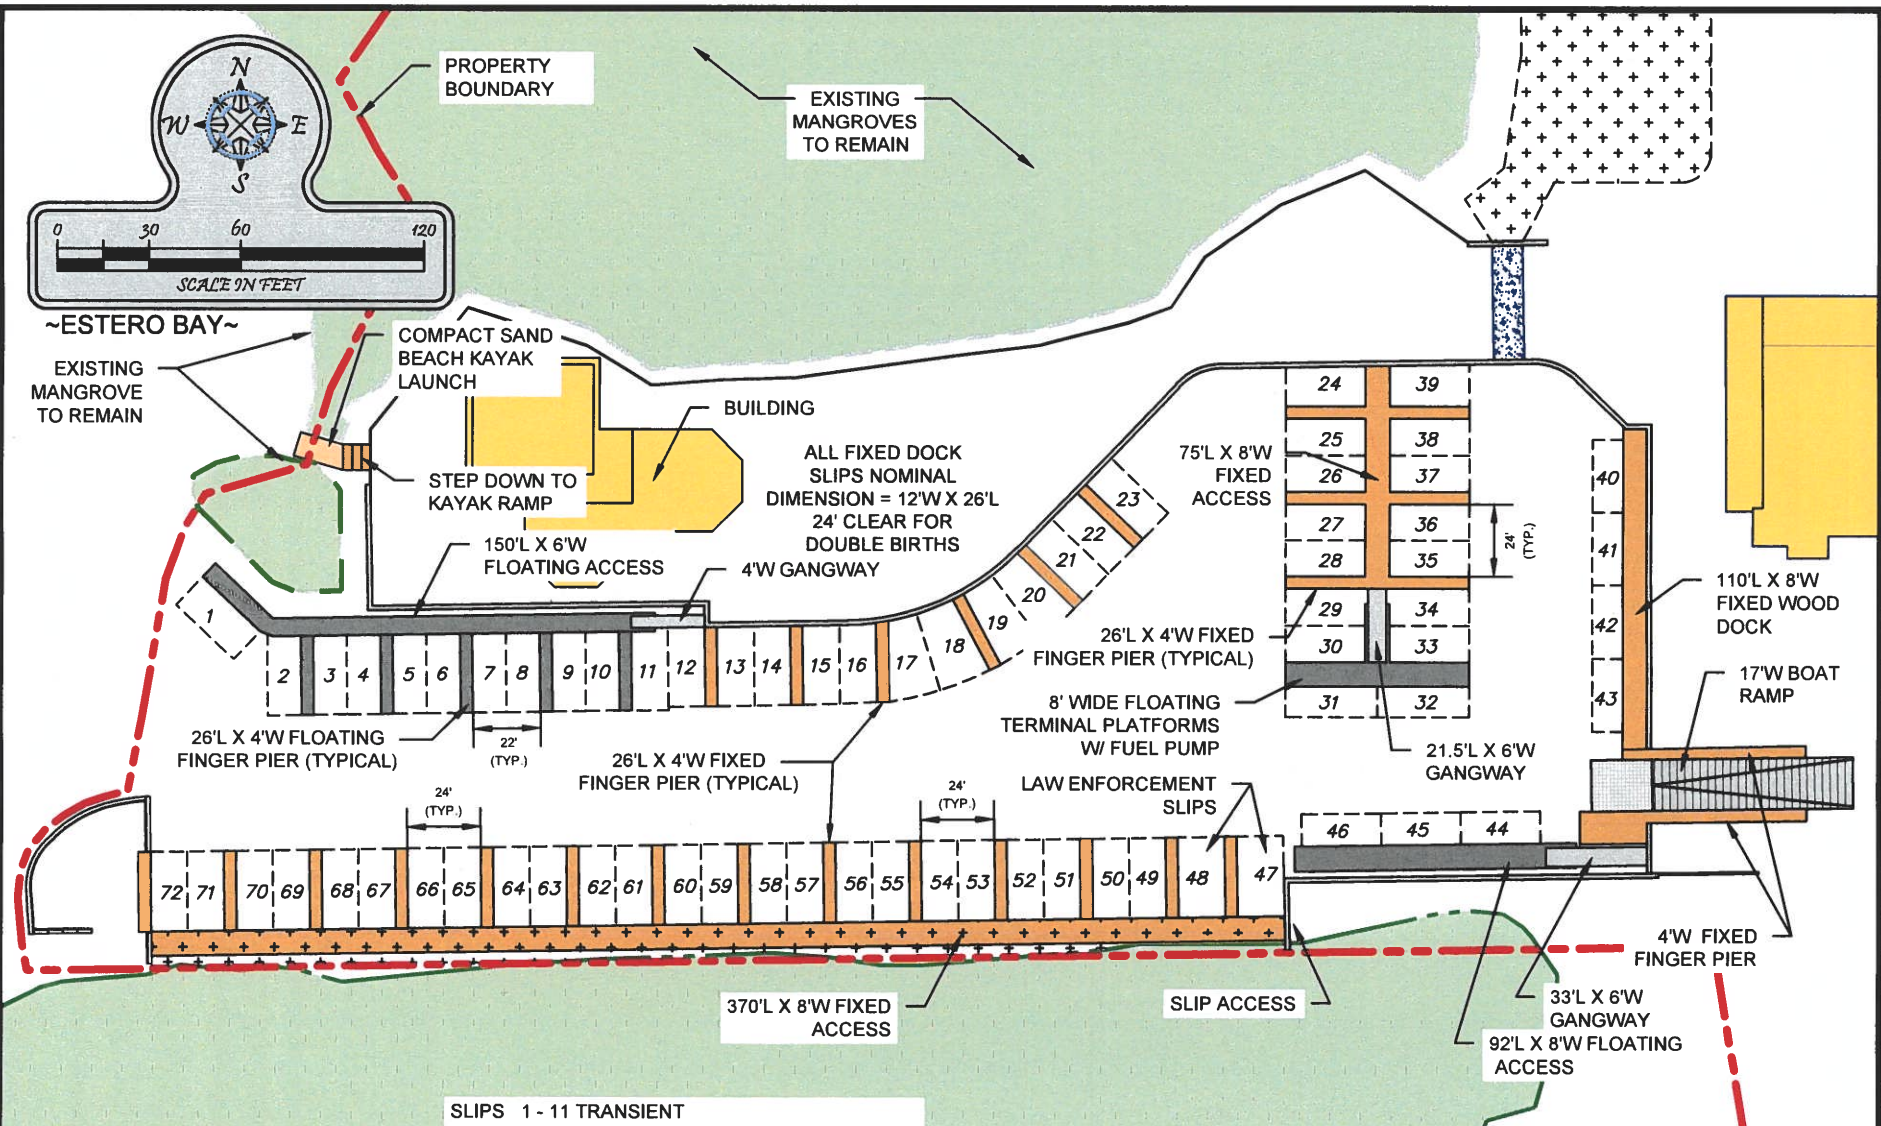 N
W
E
S
0 30 60 120
SCALE IN FEET
~ESTERO BAY~
PROPERTY
BOUNDARY
EXISTING
MANGROVES
TO REMAIN
EXISTING
MANGROVE
TO REMAIN
COMPACT SAND
BEACH KAYAK
LAUNCH
BUILDING
STEP DOWN TO
KAYAK RAMP
ALL FIXED DOCK
SLIPS NOMINAL
DIMENSION = 12'W X 26'L
24' CLEAR FOR
DOUBLE BIRTHS
150'L X 6'W
FLOATING ACCESS
4'W GANGWAY
75'L X 8'W
FIXED
ACCESS
24 39
25 38
26 37
27 36
28 35
29 34
30 33
31 32
24'
(TYP.)
40
41
42
43
110'L X 8'W
FIXED WOOD
DOCK
17'W BOAT
RAMP
1
2 3 4 5 6 7 8 9 10 11 12 13 14 15 16 17 18 19 20 21 22 23
26'L X 4'W FLOATING
FINGER PIER (TYPICAL)
22'
(TYP.)
26'L X 4'W FIXED
FINGER PIER (TYPICAL)
26'L X 4'W FIXED
FINGER PIER (TYPICAL)
8' WIDE FLOATING
TERMINAL PLATFORMS
W/ FUEL PUMP
21.5'L X 6'W
GANGWAY
LAW ENFORCEMENT
SLIPS
24'
(TYP.)
24'
(TYP.)
46 45 44
72 71 70 69 68 67 66 65 64 63 62 61 60 59 58 57 56 55 54 53 52 51 50 49 48 47
4'W FIXED
FINGER PIER
370'L X 8'W FIXED
ACCESS
SLIP ACCESS
33'L X 6'W
GANGWAY
92'L X 8'W FLOATING
ACCESS
SLIPS 1 - 11 TRANSIENT